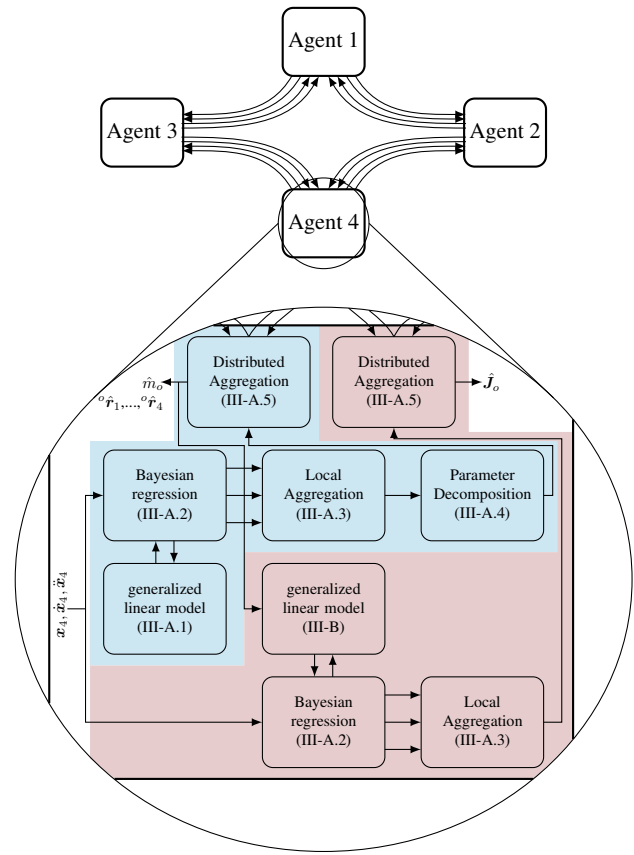 Agent 1
Agent 3
Agent 2
Agent 4
Distributed
Aggregation
(III-A.5)
Distributed
Aggregation
(III-A.5)
m̂ₒ
ᵒr̂₁,...,ᵒr̂₄
Ĵₒ
Bayesian
regression
(III-A.2)
Local
Aggregation
(III-A.3)
Parameter
Decomposition
(III-A.4)
x₄, ẋ₄, ẍ₄
generalized
linear model
(III-A.1)
generalized
linear model
(III-B)
Bayesian
regression
(III-A.2)
Local
Aggregation
(III-A.3)